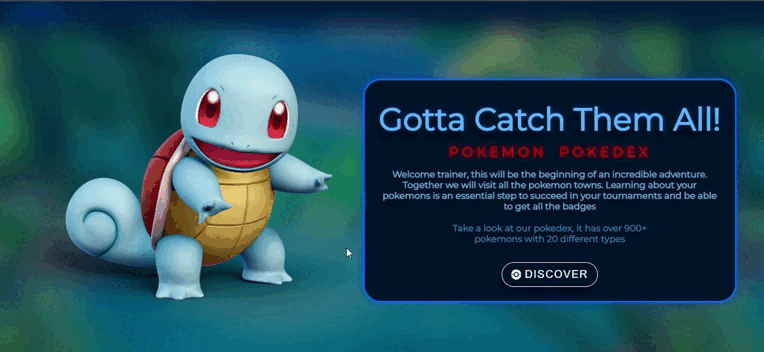 Gotta Catch Them All!
POKEMON POKEDEX
Welcome trainer, this will be the beginning of an incredible adventure.
Together we will visit all the pokemon towns. Learning about your
pokemons is an essential step to succeed in your tournaments and be able
to get all the badges
Take a look at our pokedex, it has over 900+
pokemons with 20 different types
DISCOVER